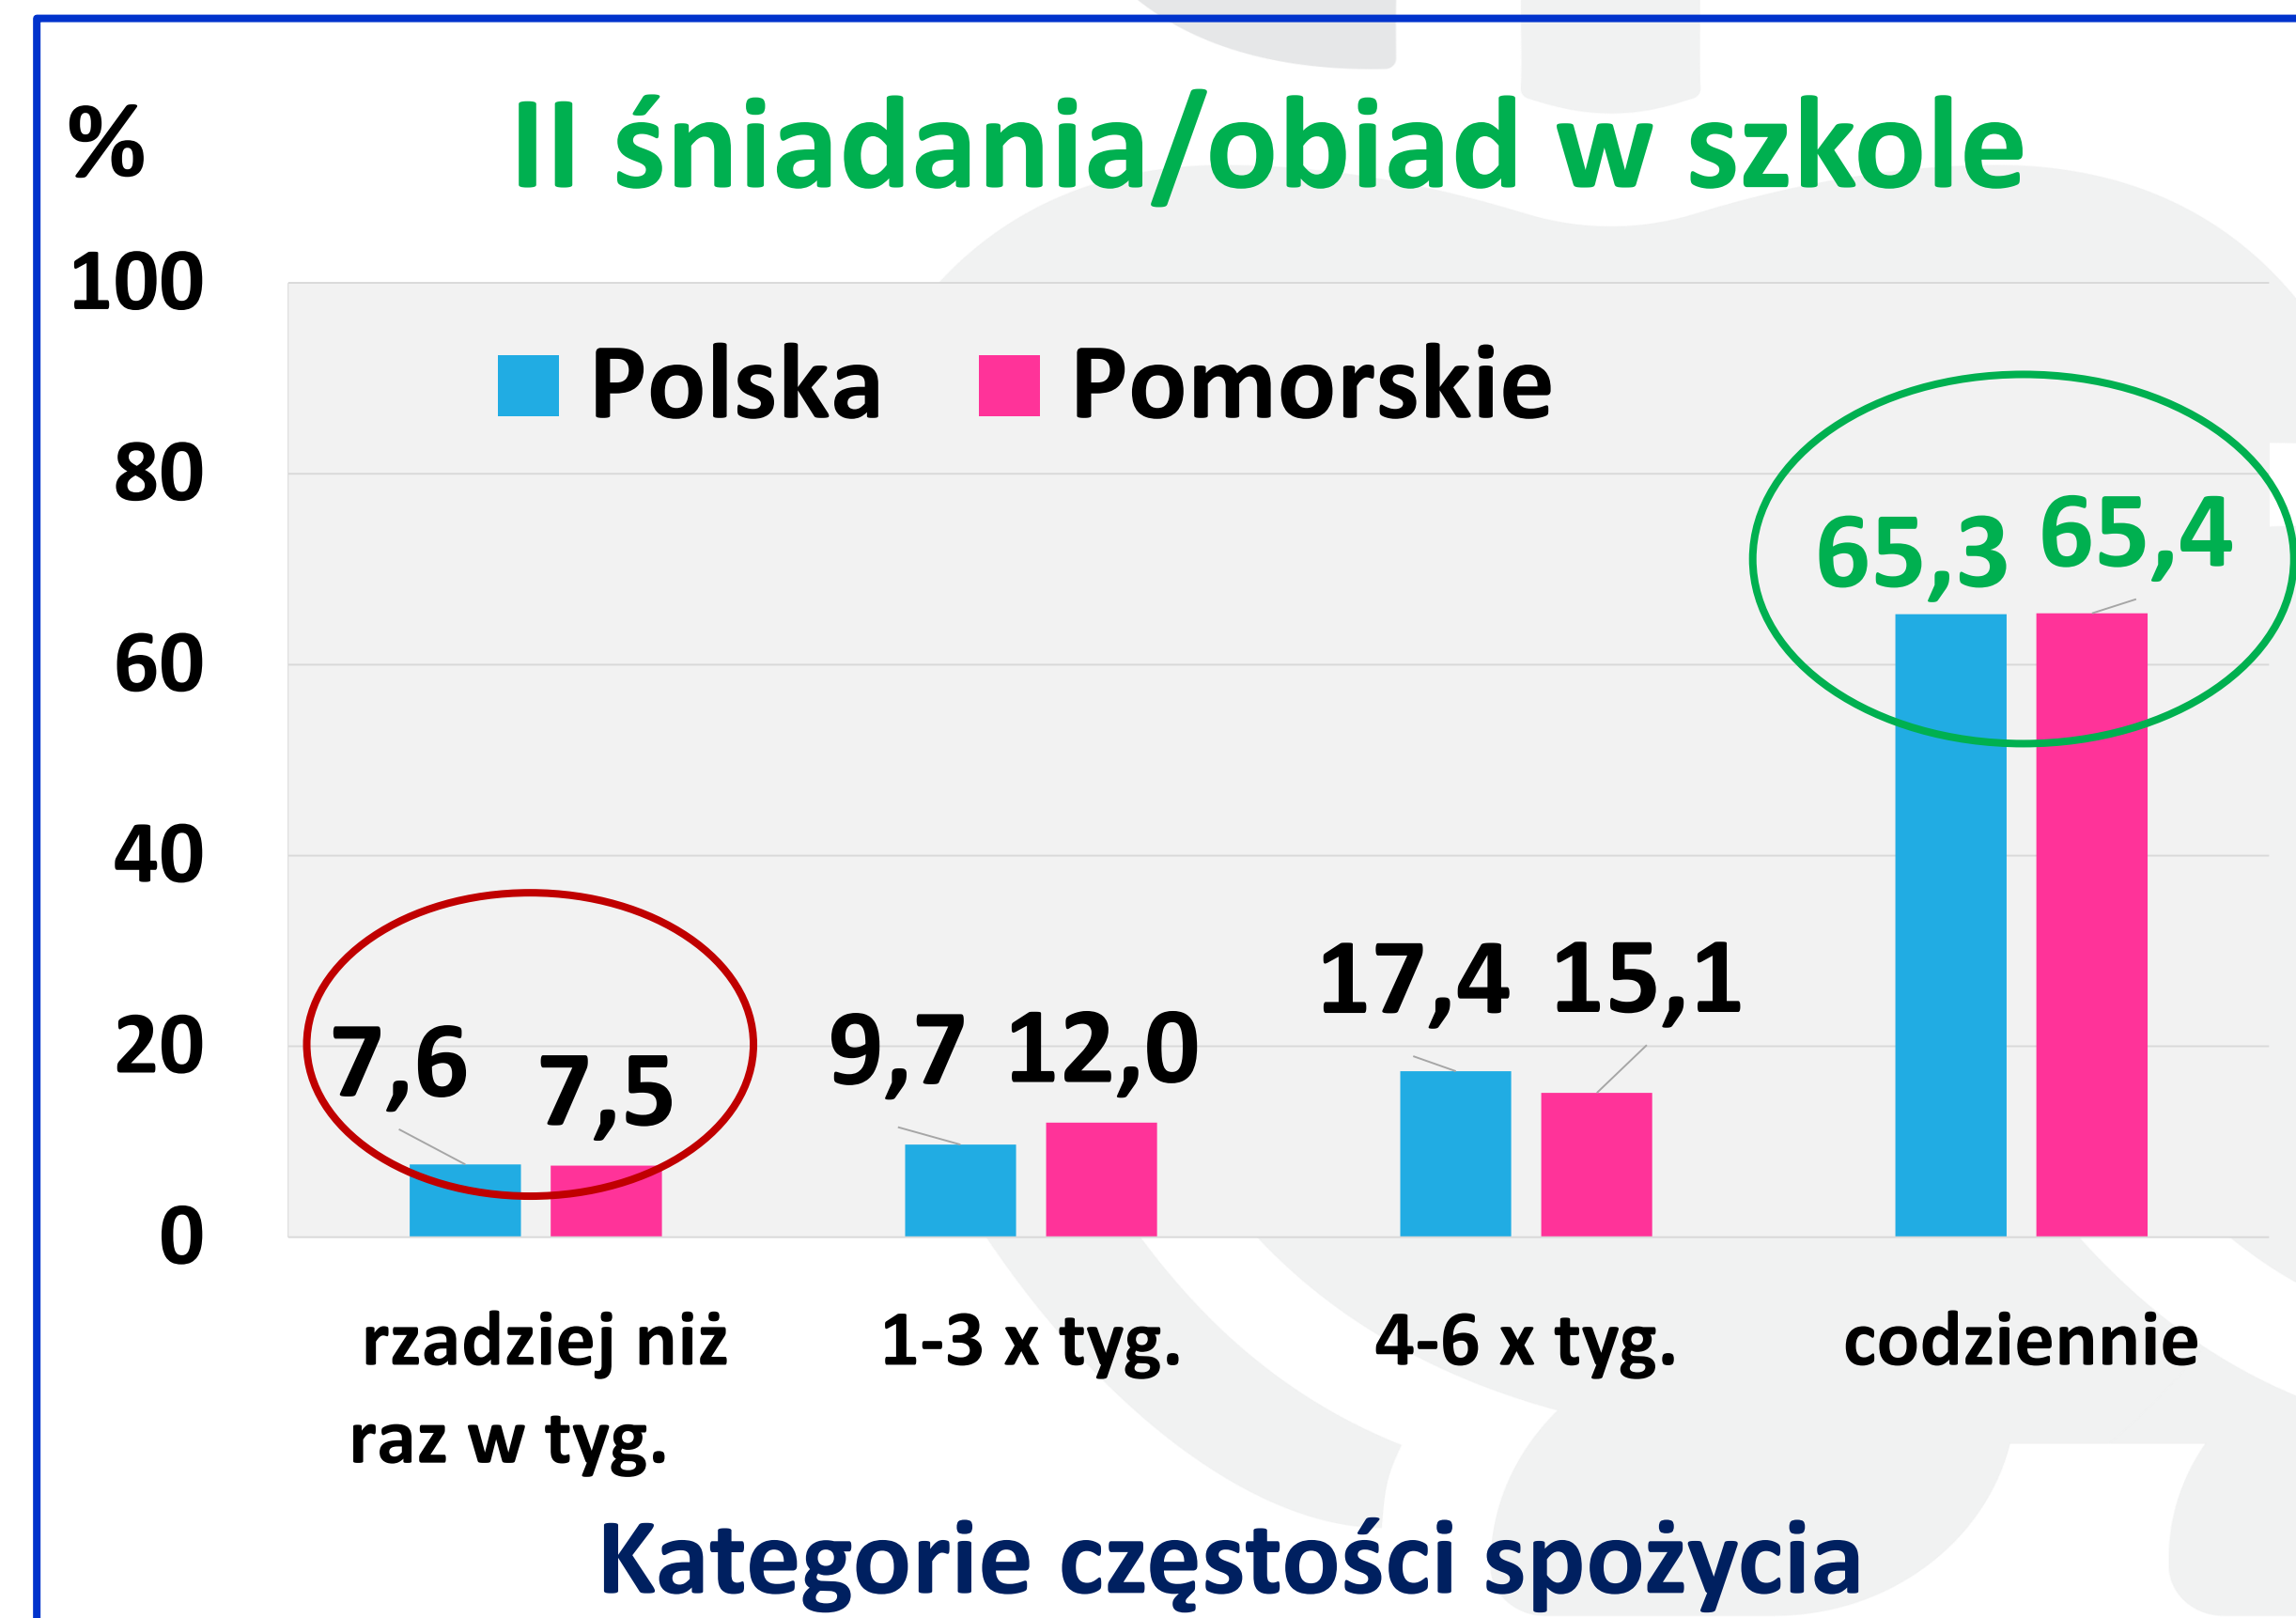 %
II śniadania/obiad w szkole
100
80
60
40
20
0
Polska Pomorskie
7,6 7,5 9,7 12,0 17,4 15,1 65,3 65,4
rzadziej niż
raz w tyg.
1-3 x tyg.
4-6 x tyg.
codziennie
Kategorie częstości spożycia